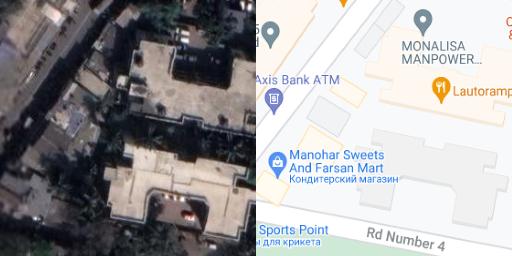 5
d
MONALISA
MANPOWER...
Axis Bank ATM
Lautoramp
Manohar Sweets
And Farsan Mart
Кондитерский магазин
Sports Point
ы для крикета
Rd Number 4